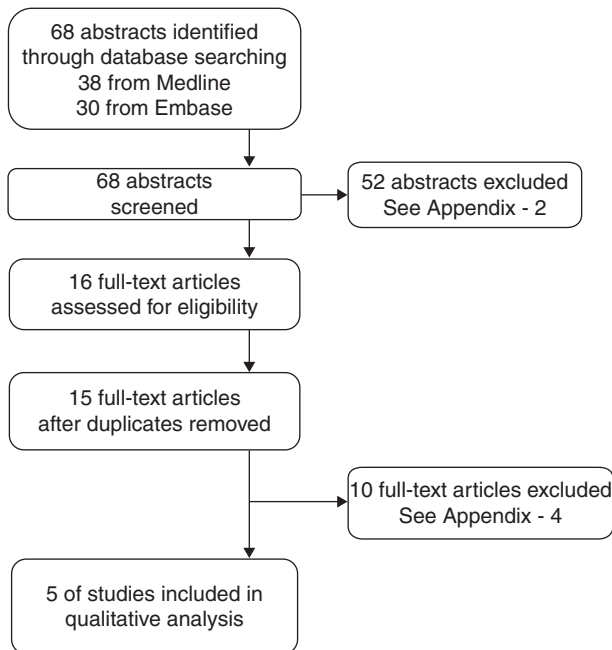 68 abstracts identified
through database searching
38 from Medline
30 from Embase
68 abstracts
screened
52 abstracts excluded
See Appendix - 2
16 full-text articles
assessed for eligibility
15 full-text articles
after duplicates removed
10 full-text articles excluded
See Appendix - 4
5 of studies included in
qualitative analysis